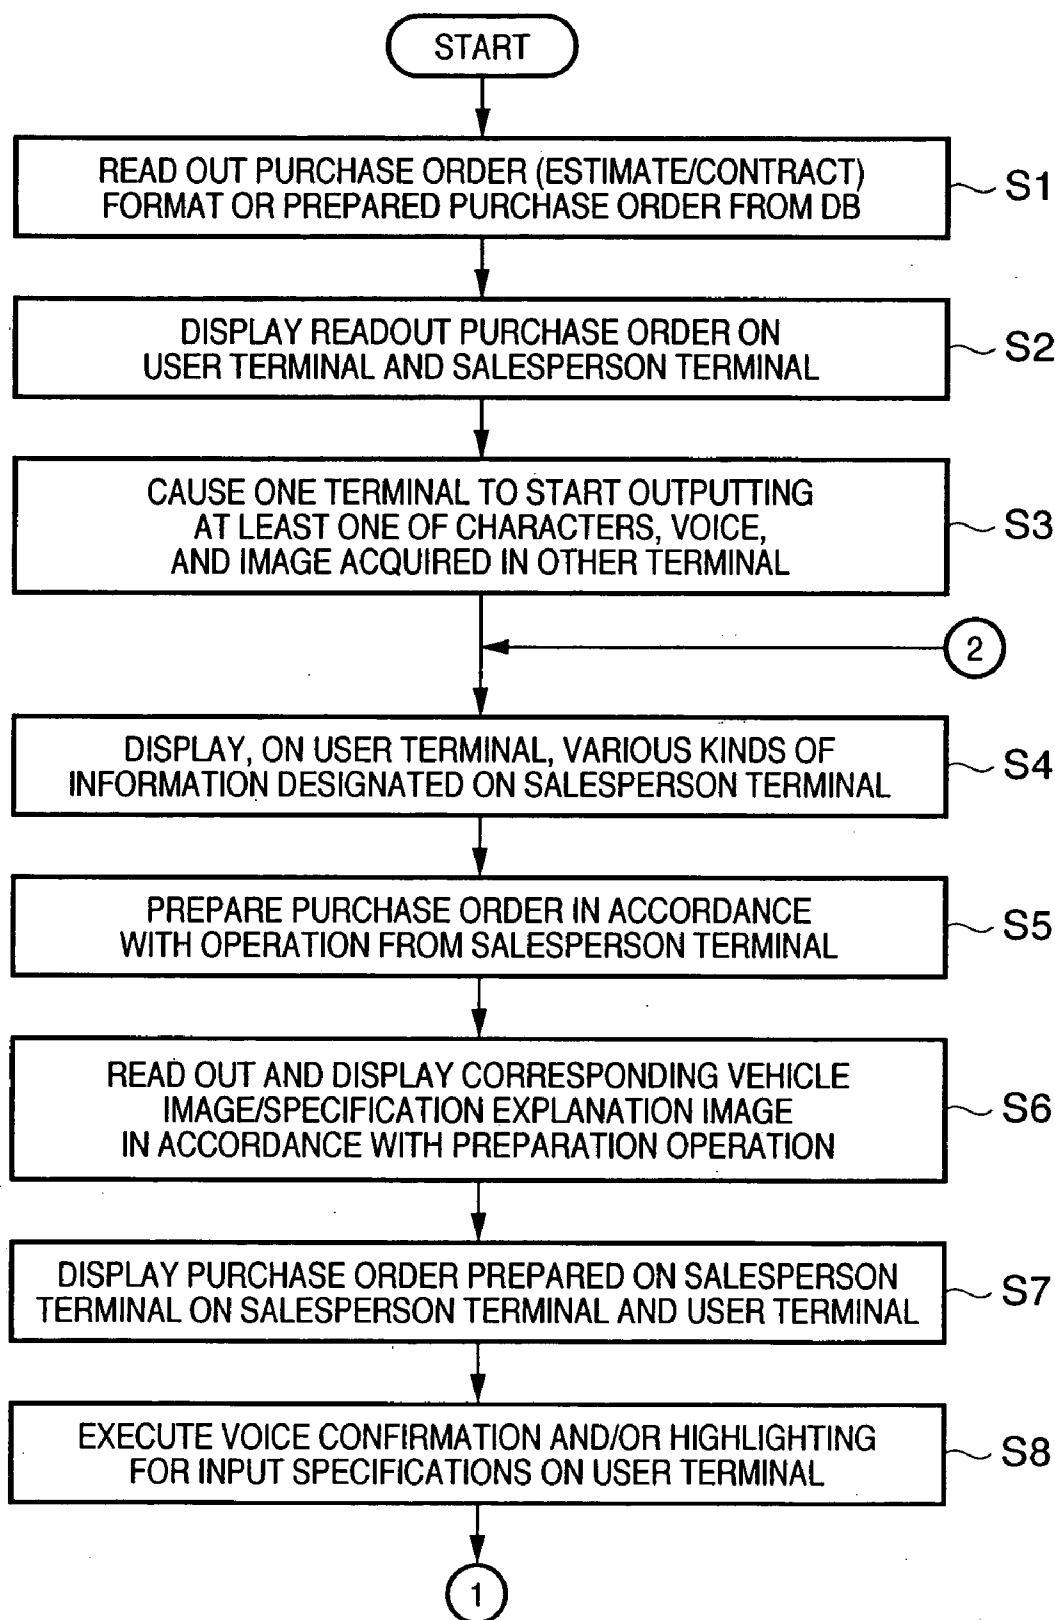 START
READ OUT PURCHASE ORDER (ESTIMATE/CONTRACT)
FORMAT OR PREPARED PURCHASE ORDER FROM DB
S1
DISPLAY READOUT PURCHASE ORDER ON
USER TERMINAL AND SALESPERSON TERMINAL
S2
CAUSE ONE TERMINAL TO START OUTPUTTING
AT LEAST ONE OF CHARACTERS, VOICE,
AND IMAGE ACQUIRED IN OTHER TERMINAL
S3
2
DISPLAY, ON USER TERMINAL, VARIOUS KINDS OF
INFORMATION DESIGNATED ON SALESPERSON TERMINAL
S4
PREPARE PURCHASE ORDER IN ACCORDANCE
WITH OPERATION FROM SALESPERSON TERMINAL
S5
READ OUT AND DISPLAY CORRESPONDING VEHICLE
IMAGE/SPECIFICATION EXPLANATION IMAGE
IN ACCORDANCE WITH PREPARATION OPERATION
S6
DISPLAY PURCHASE ORDER PREPARED ON SALESPERSON
TERMINAL ON SALESPERSON TERMINAL AND USER TERMINAL
S7
EXECUTE VOICE CONFIRMATION AND/OR HIGHLIGHTING
FOR INPUT SPECIFICATIONS ON USER TERMINAL
S8
1